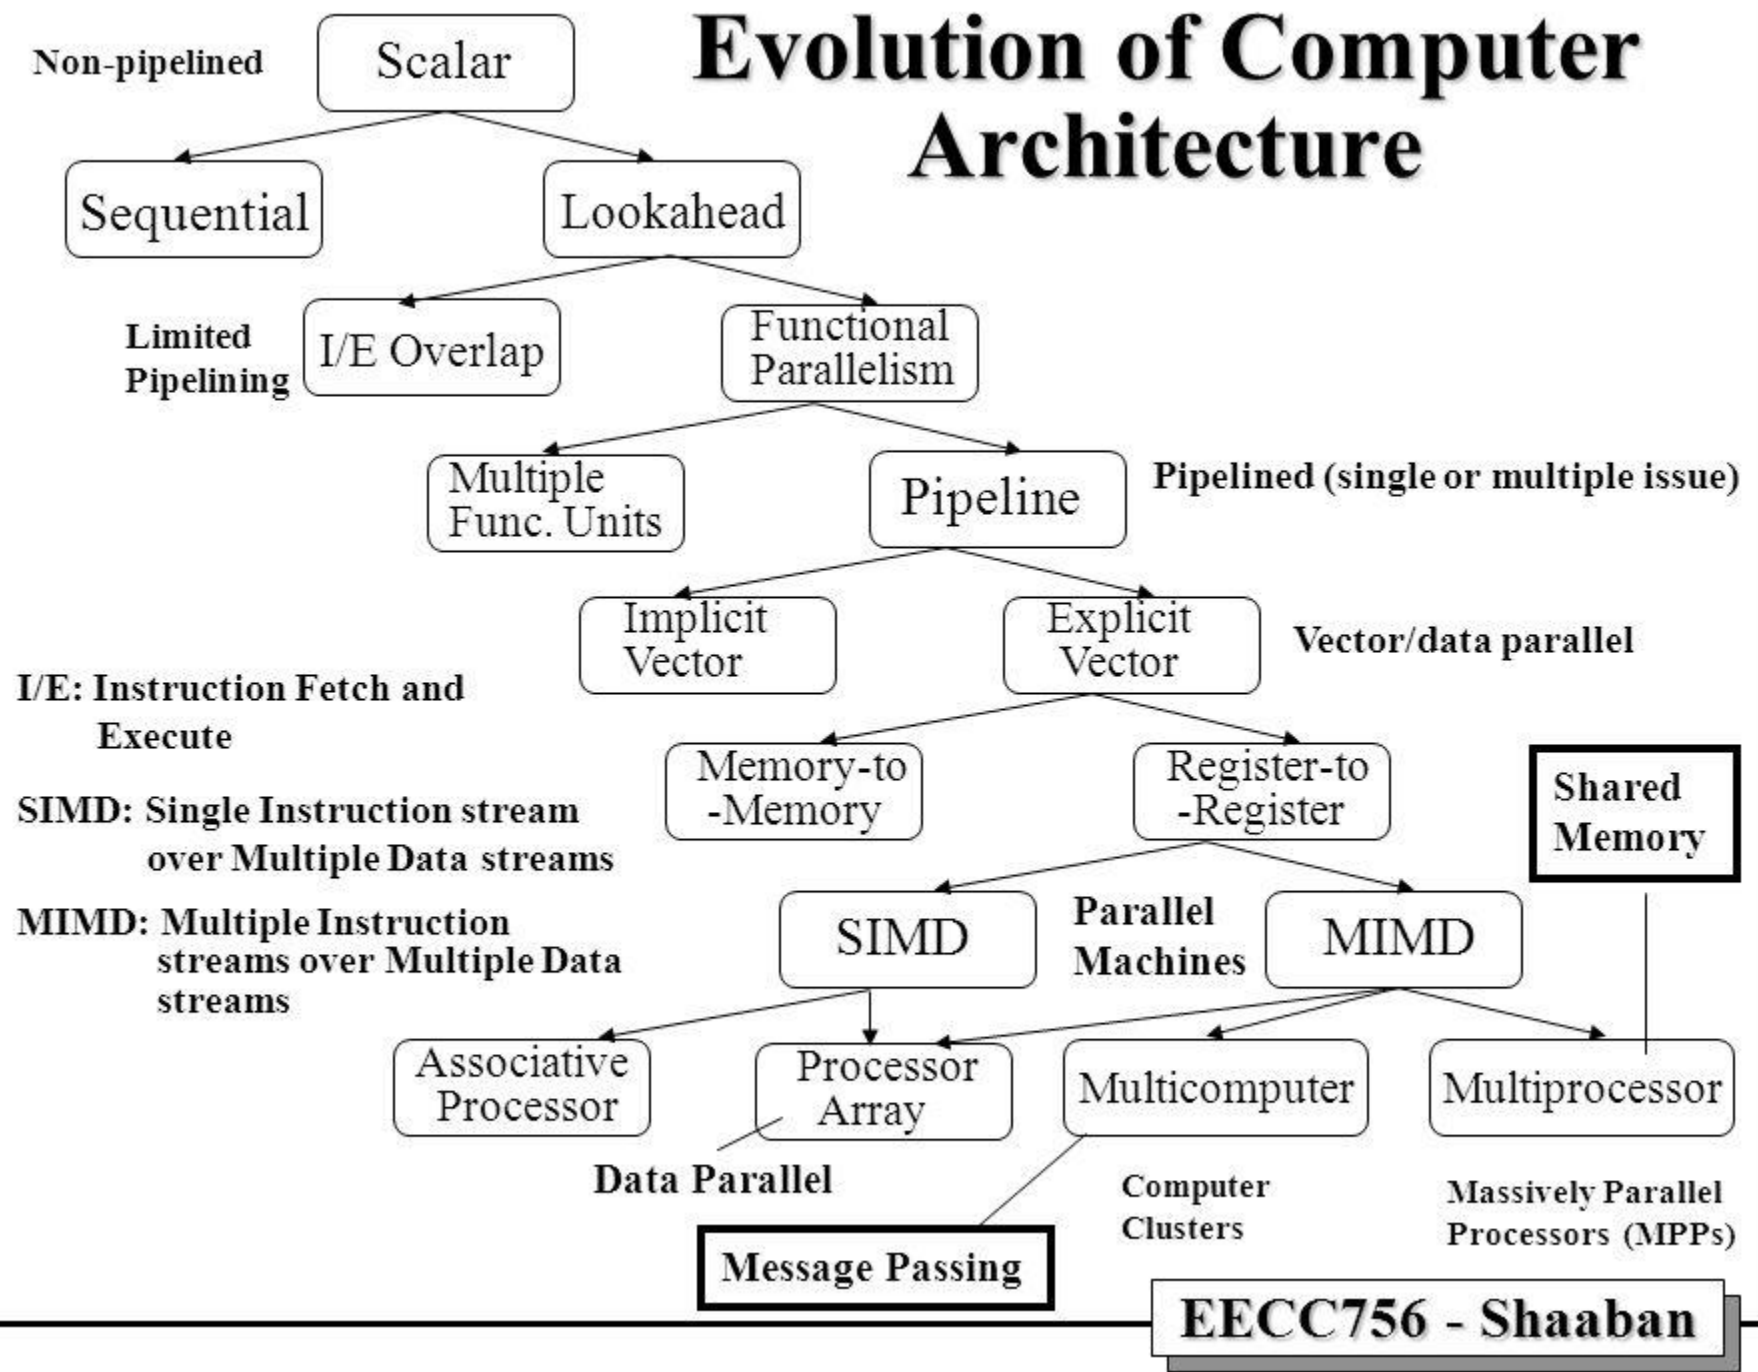 Evolution of Computer
Architecture
Non-pipelined
Scalar
Sequential
Lookahead
Limited
Pipelining
I/E Overlap
Functional
Parallelism
Multiple
Func. Units
Pipeline
Pipelined (single or multiple issue)
Implicit
Vector
Explicit
Vector
Vector/data parallel
I/E: Instruction Fetch and
Execute
Memory-to
-Memory
Register-to
-Register
Shared
Memory
SIMD: Single Instruction stream
over Multiple Data streams
MIMD: Multiple Instruction
streams over Multiple Data
streams
SIMD
Parallel
Machines
MIMD
Associative
Processor
Processor
Array
Multicomputer
Multiprocessor
Data Parallel
Computer
Clusters
Massively Parallel
Processors (MPPs)
Message Passing
EECC756 - Shaaban